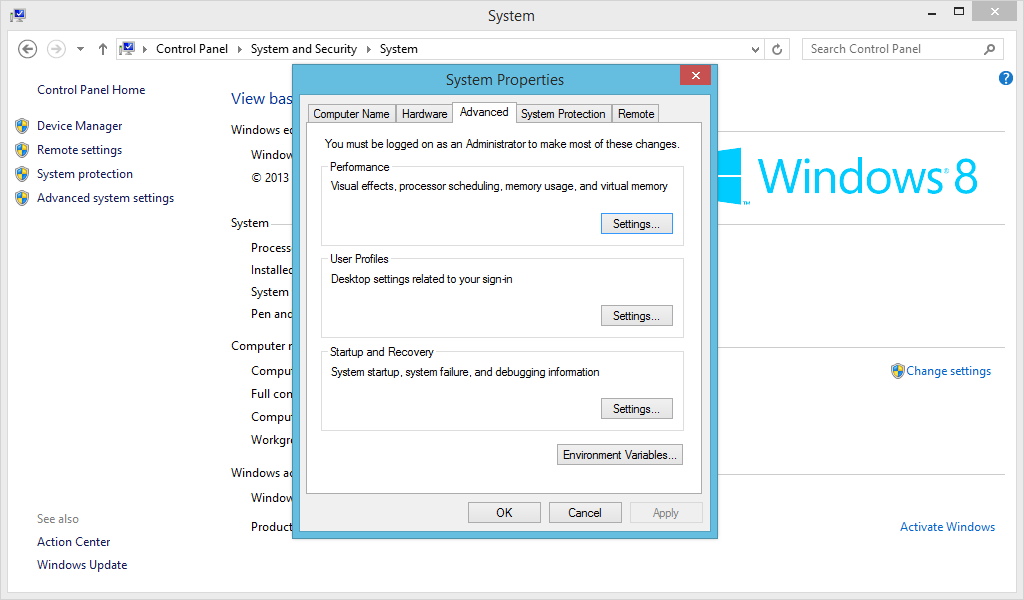 System
Control Panel System and Security System
Search Control Panel
Control Panel Home
Device Manager
Remote settings
System protection
Advanced system settings
See also
Action Center
Windows Update
View bas
Windows ed
Window
© 2013
System
Process
Installed
System
Pen and
Computer n
Compu
Full con
Compu
Workgr
Windows ac
Window
Product
System Properties
Computer Name Hardware Advanced System Protection Remote
You must be logged on as an Administrator to make most of these changes.
Performance
Visual effects, processor scheduling, memory usage, and virtual memory
Settings...
User Profiles
Desktop settings related to your sign-in
Settings...
Startup and Recovery
System startup, system failure, and debugging information
Settings...
Environment Variables...
OK Cancel Apply
Windows® 8
™
Change settings
Activate Windows